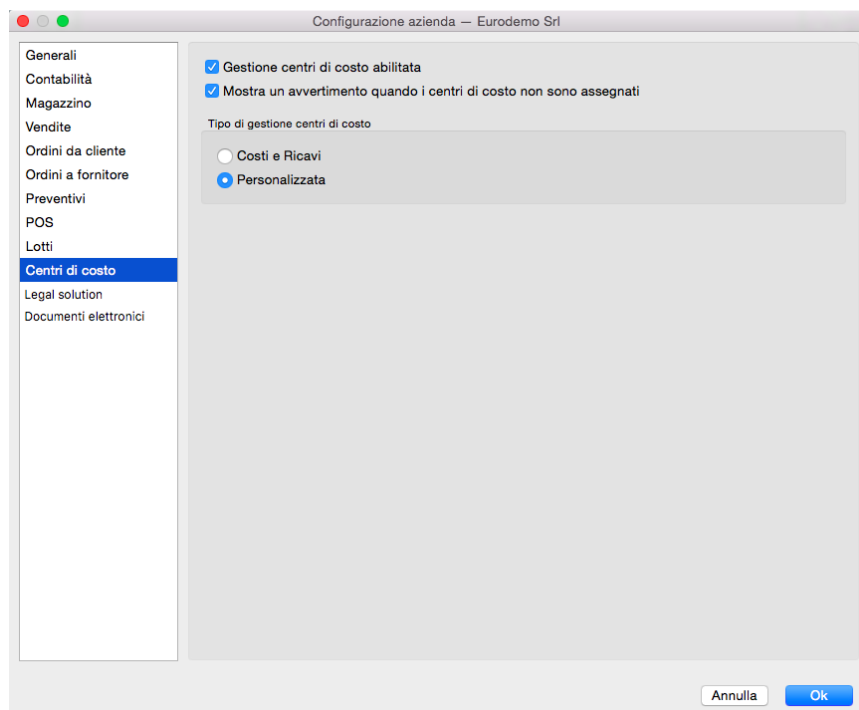 Configurazione azienda — Eurodemo Srl
Generali
Contabilità
Magazzino
Vendite
Ordini da cliente
Ordini a fornitore
Preventivi
POS
Lotti
Centri di costo
Legal solution
Documenti elettronici
Gestione centri di costo abilitata
Mostra un avvertimento quando i centri di costo non sono assegnati
Tipo di gestione centri di costo
Costi e Ricavi
Personalizzata
Annulla
Ok